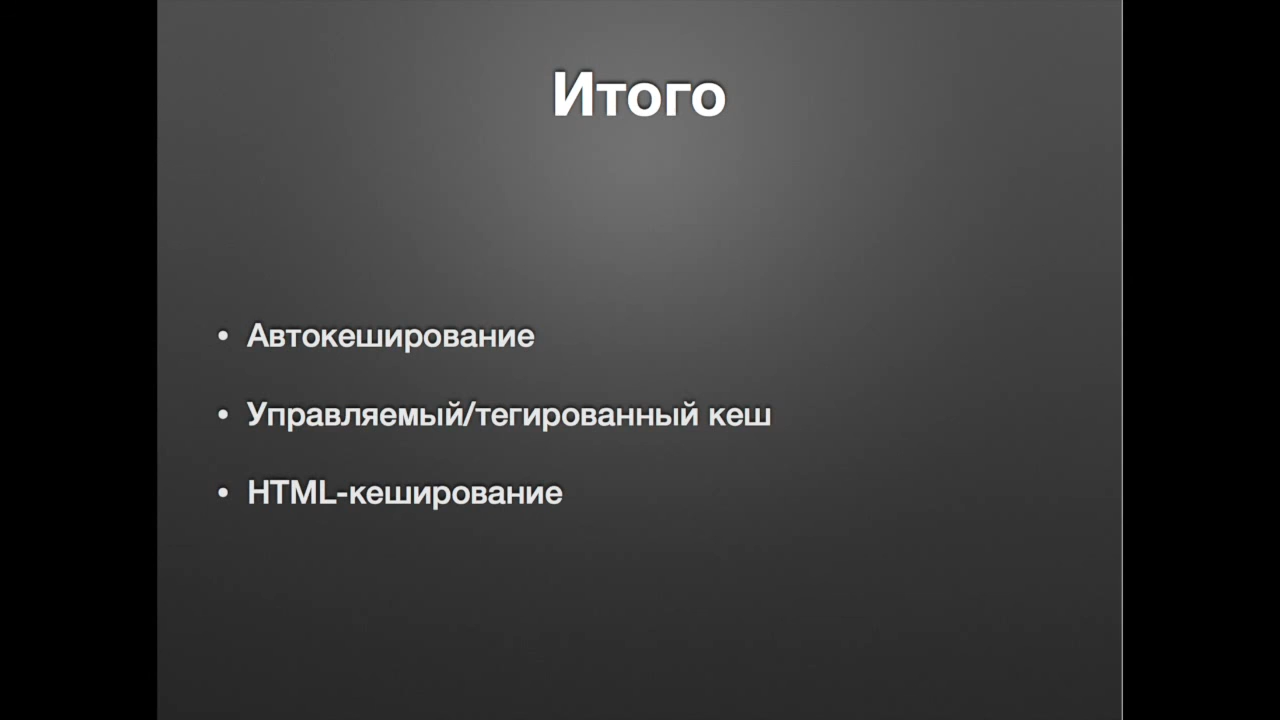 Итого
• Автокеширование
• Управляемый/тегированный кеш
• HTML-кеширование